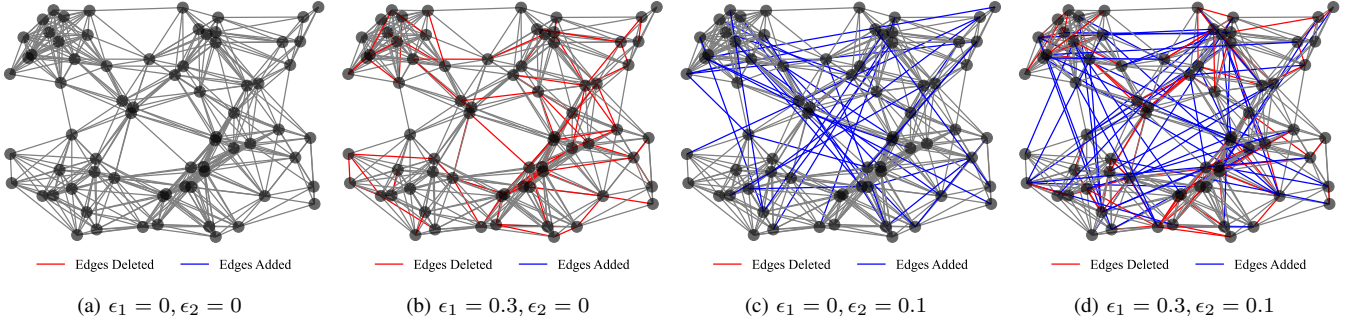 Edges Deleted Edges Added Edges Deleted Edges Added Edges Deleted Edges Added Edges Deleted Edges Added
(a) ϵ₁ = 0, ϵ₂ = 0 (b) ϵ₁ = 0.3, ϵ₂ = 0 (c) ϵ₁ = 0, ϵ₂ = 0.1 (d) ϵ₁ = 0.3, ϵ₂ = 0.1